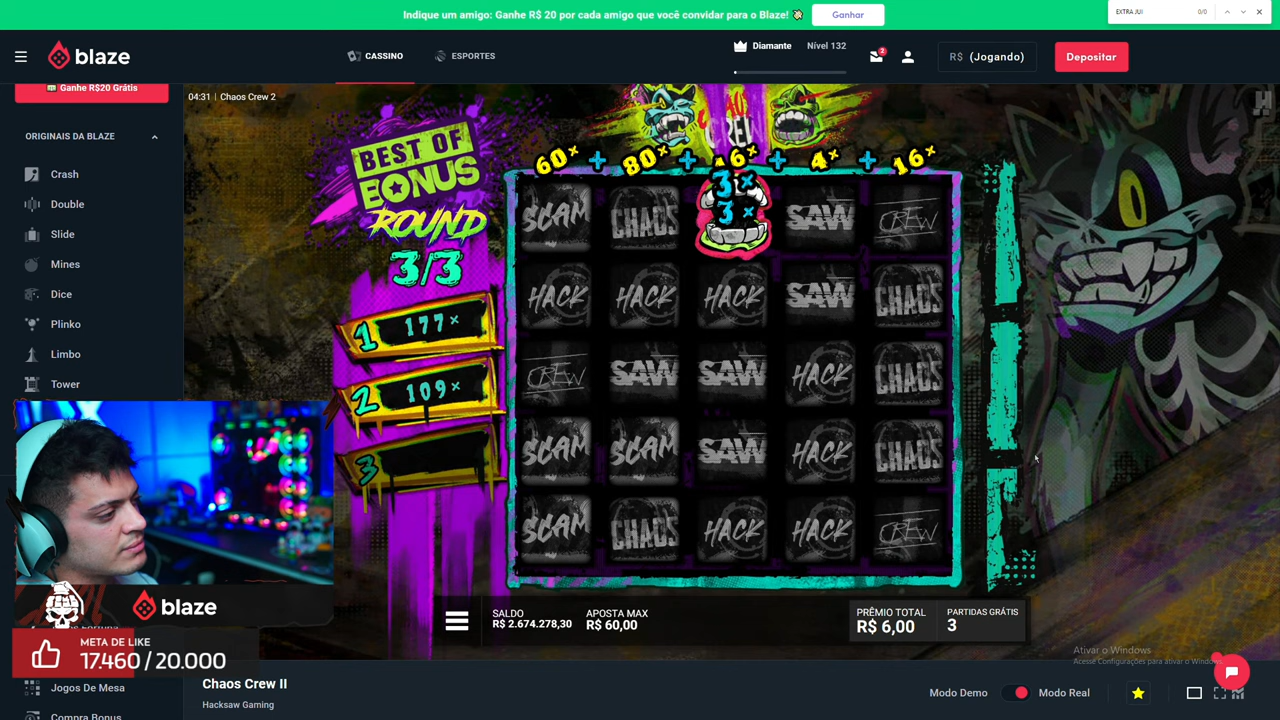 Indique um amigo: Ganhe R$ 20 por cada amigo que você convidar para o Blaze!
Ganhar
EXTRA JUI
0/0
blaze
CASSINO
ESPORTES
Diamante
Nível 132
2
R$ (Jogando)
Depositar
Ganhe R$20 Grátis
04:31 | Chaos Crew 2
ORIGINAIS DA BLAZE
Crash
Double
Slide
Mines
Dice
Plinko
Limbo
Tower
BEST OF
BONUS
ROUND
3/3
1 177×
2 109×
3
CREW
60× + 80× + 16× + 4× + 16×
3×
3×
SCAM CHAOS SAW CREW
HACK HACK HACK SAW CHAOS
CREW SAW SAW HACK CHAOS
SCAM SCAM SAW HACK CHAOS
SCAM CHAOS HACK HACK CREW
blaze
META DE LIKE
17.460 / 20.000
Jogos De Mesa
Compra Bonus
SALDO
R$ 2.674.278,30
APOSTA MAX
R$ 60,00
PRÊMIO TOTAL
R$ 6,00
PARTIDAS GRÁTIS
3
Ativar o Windows
Acesse Configurações para ativar o Windows.
Chaos Crew II
Hacksaw Gaming
Modo Demo
Modo Real